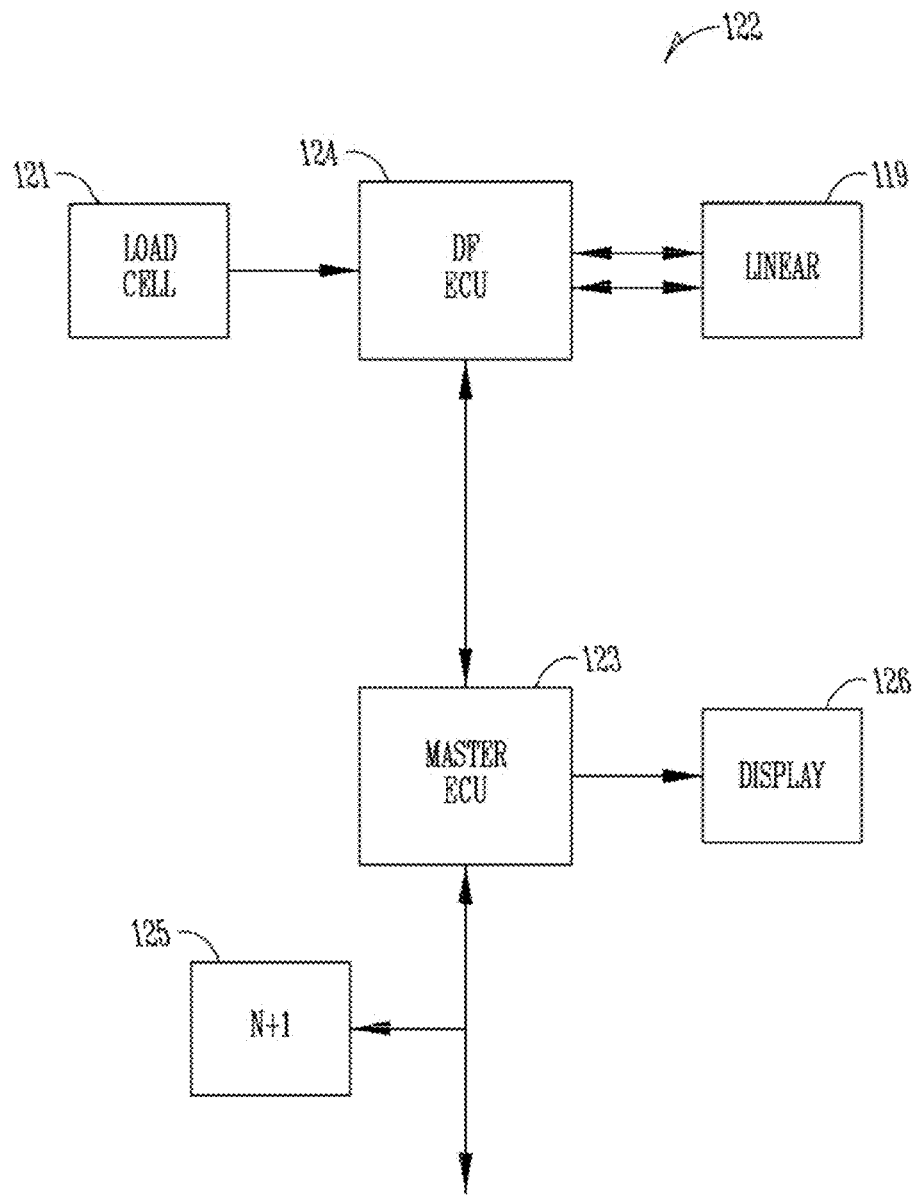 122
121
124
119
LOAD
CELL
DF
ECU
LINEAR
123
126
MASTER
ECU
DISPLAY
125
N+1